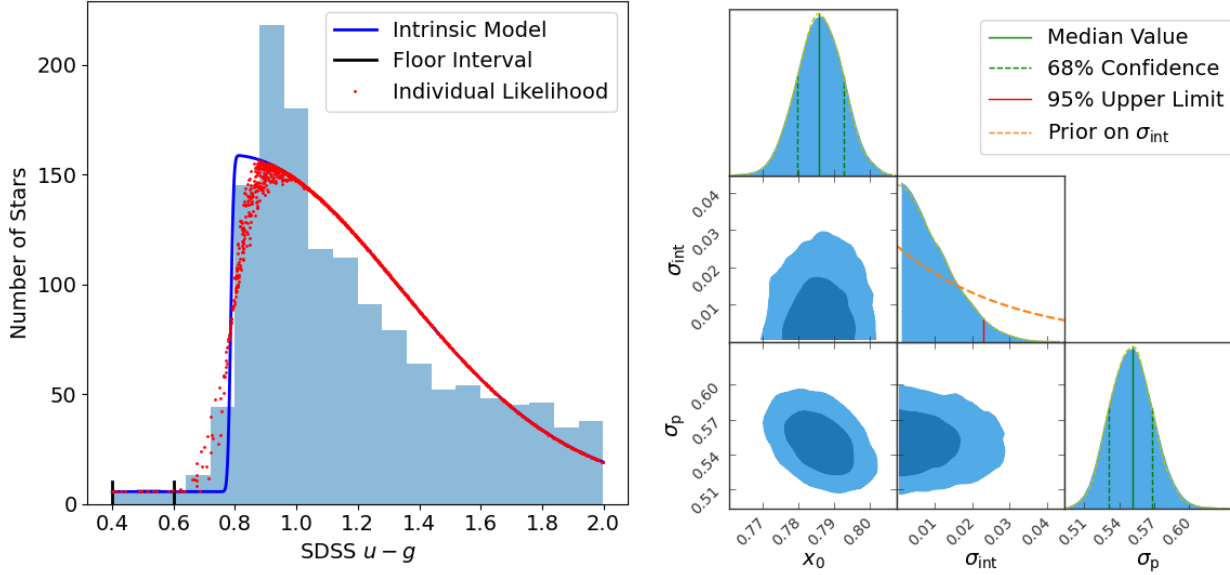 Intrinsic Model
Floor Interval
Individual Likelihood
Number of Stars
200
150
100
50
0
0.4 0.6 0.8 1.0 1.2 1.4 1.6 1.8 2.0
SDSS u − g
Median Value
68% Confidence
95% Upper Limit
Prior on σint
σint
0.04
0.03
0.02
0.01
σp
0.60
0.57
0.54
0.51
0.77 0.78 0.79 0.80
x0
0.01 0.02 0.03 0.04
σint
0.51 0.54 0.57 0.60
σp